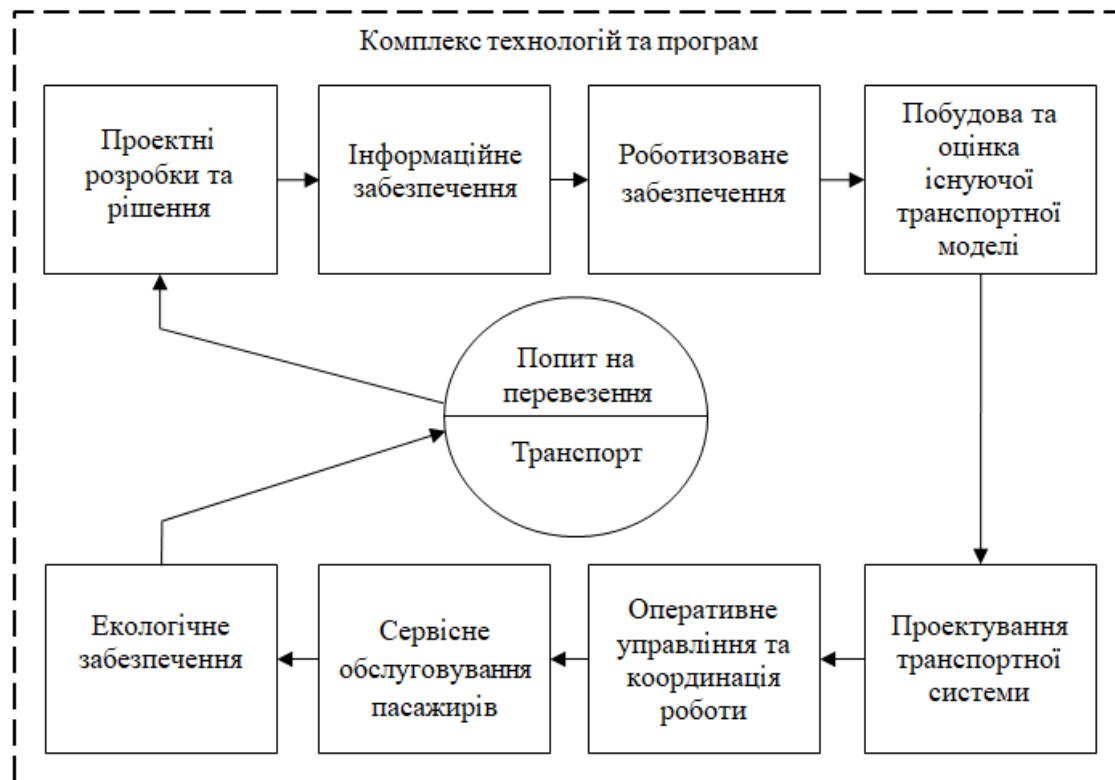 Комплекс технологій та програм
Проектні
розробки та
рішення
Інформаційне
забезпечення
Роботизоване
забезпечення
Побудова та
оцінка
існуючої
транспортної
моделі
Попит на
перевезення
Транспорт
Екологічне
забезпечення
Сервісне
обслуговування
пасажирів
Оперативне
управління та
координація
роботи
Проектування
транспортної
системи